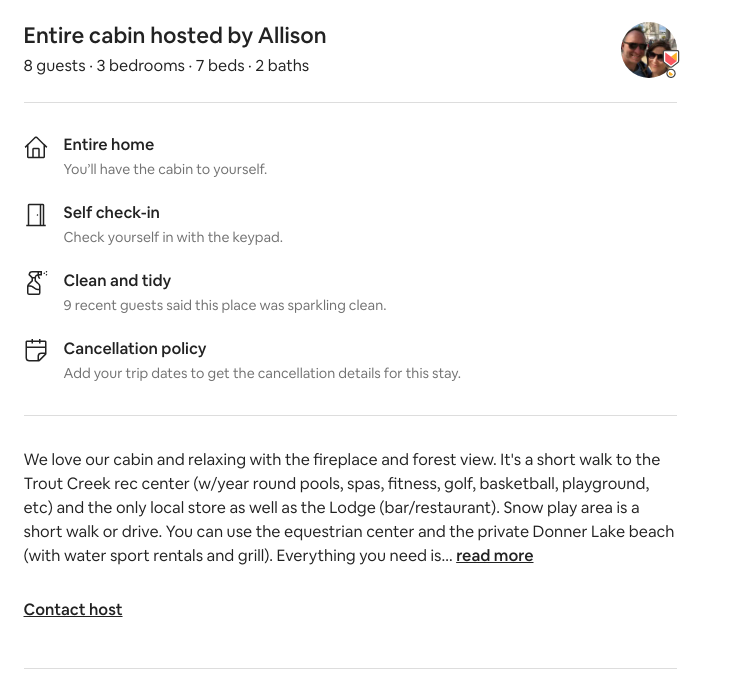 Entire cabin hosted by Allison
8 guests · 3 bedrooms · 7 beds · 2 baths
Entire home
You’ll have the cabin to yourself.
Self check-in
Check yourself in with the keypad.
Clean and tidy
9 recent guests said this place was sparkling clean.
Cancellation policy
Add your trip dates to get the cancellation details for this stay.
We love our cabin and relaxing with the fireplace and forest view. It's a short walk to the
Trout Creek rec center (w/year round pools, spas, fitness, golf, basketball, playground,
etc) and the only local store as well as the Lodge (bar/restaurant). Snow play area is a
short walk or drive. You can use the equestrian center and the private Donner Lake beach
(with water sport rentals and grill). Everything you need is... read more
Contact host